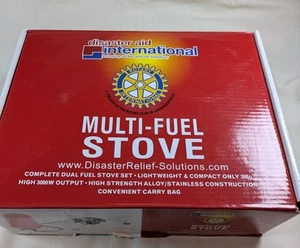 disaster aid
international
MULTI-FUEL
STOVE
www.DisasterRelief-Solutions.com
COMPLETE DUAL FUEL STOVE SET • LIGHTWEIGHT & COMPACT ONLY
HIGH 3000W OUTPUT • HIGH STRENGTH ALLOY/STAINLESS CONSTRUCTION
CONVENIENT CARRY BAG